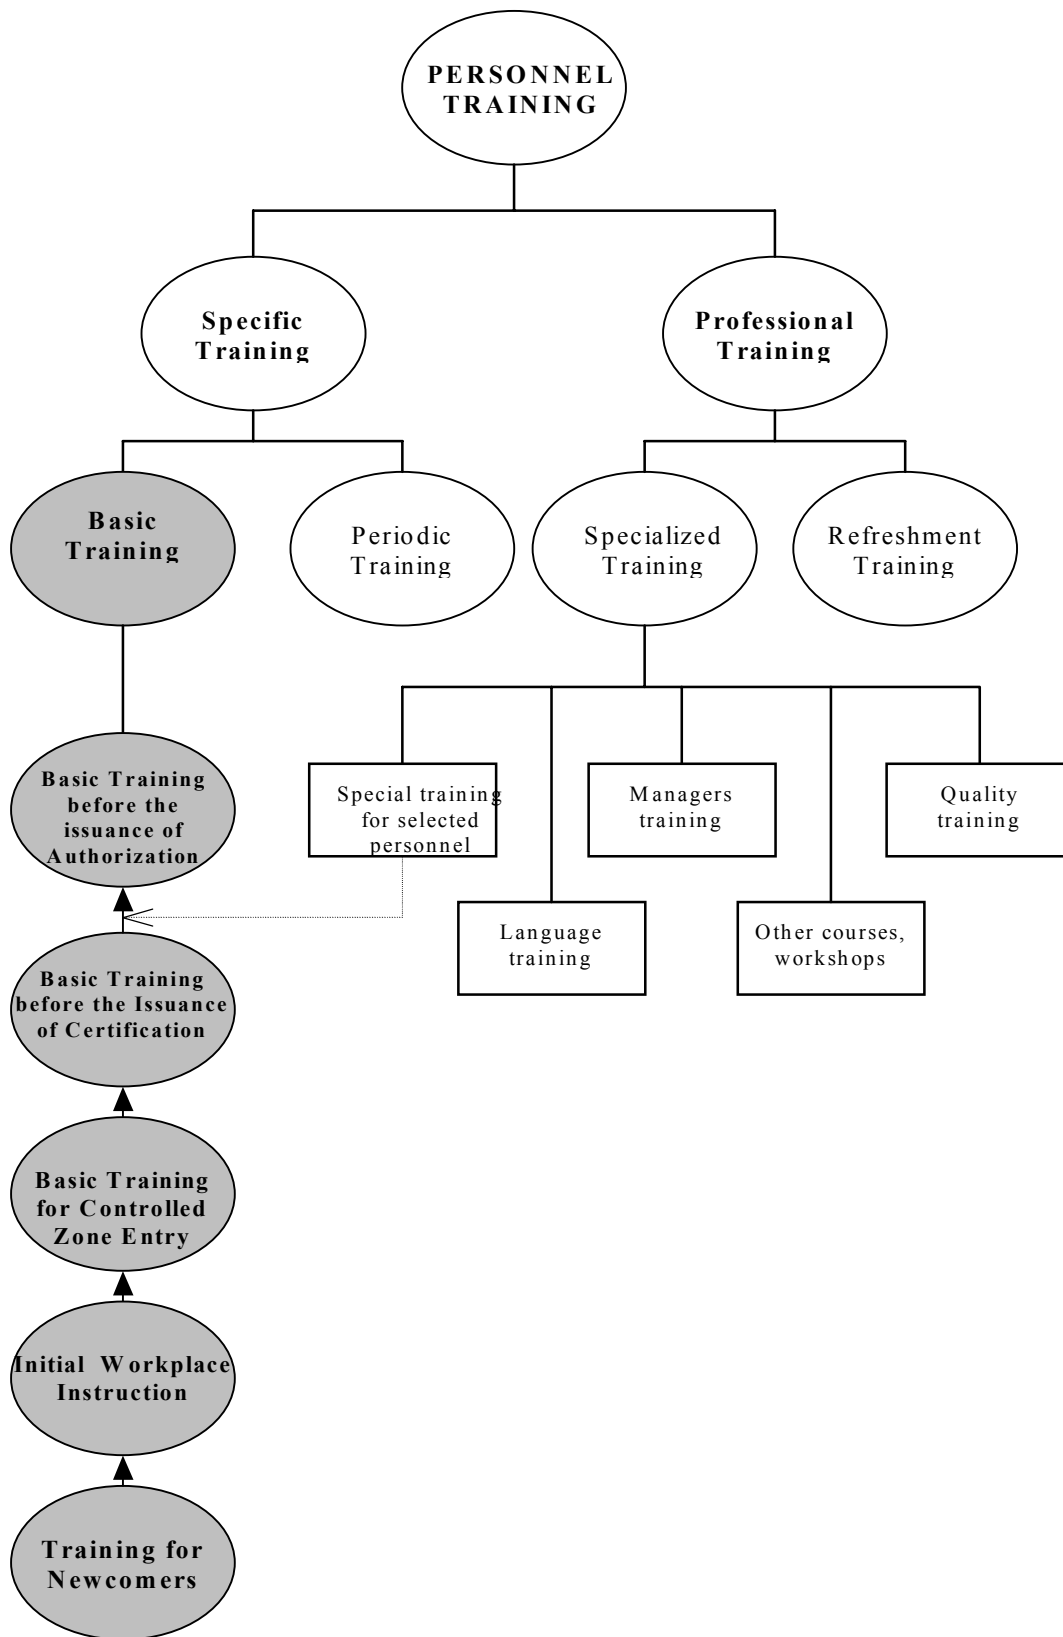 PERSONNEL
TRAINING
Specific
Training
Professional
Training
Basic
Training
Periodic
Training
Specialized
Training
Refreshment
Training
Basic Training
before the
issuance of
Authorization
Special training
for selected
personnel
Managers
training
Quality
training
Language
training
Other courses,
workshops
Basic Training
before the Issuance
of Certification
Basic Training
for Controlled
Zone Entry
Initial Workplace
Instruction
Training for
Newcomers